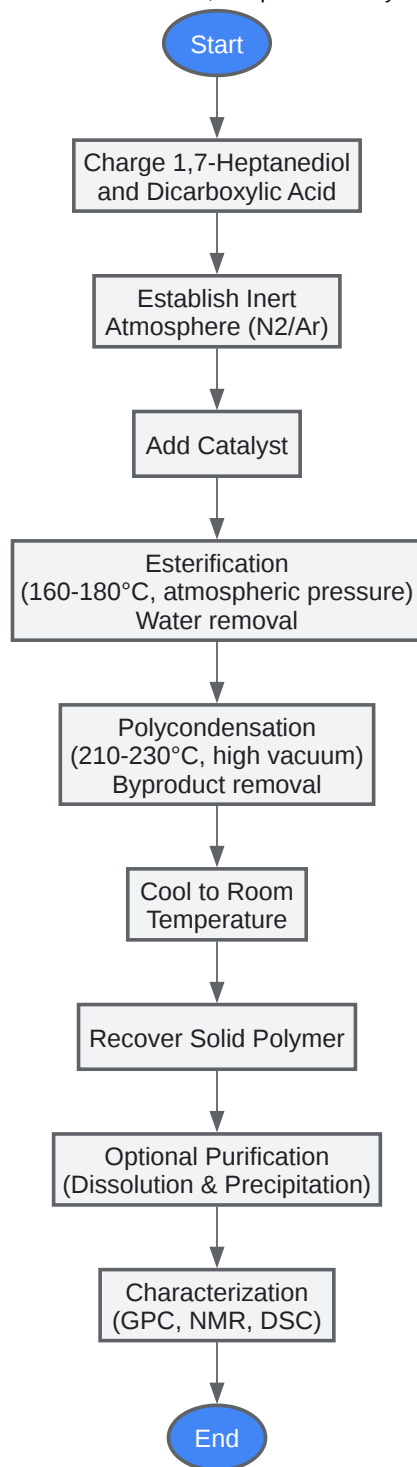 Start
Charge 1,7-Heptanediol
and Dicarboxylic Acid
Establish Inert
Atmosphere (N2/Ar)
Add Catalyst
Esterification
(160-180°C, atmospheric pressure)
Water removal
Polycondensation
(210-230°C, high vacuum)
Byproduct removal
Cool to Room
Temperature
Recover Solid Polymer
Optional Purification
(Dissolution & Precipitation)
Characterization
(GPC, NMR, DSC)
End